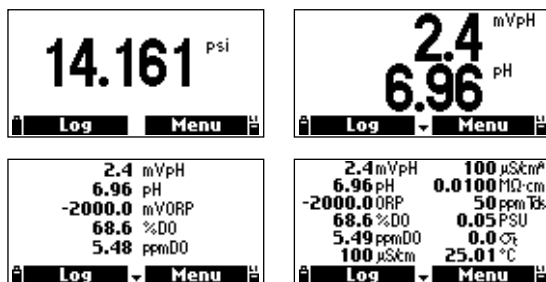 14.161 psi
Log Menu
2.4 mVpH
6.96 pH
Log Menu
2.4 mVpH
6.96 pH
-2000.0 mVORP
68.6 %DO
5.48 ppmDO
Log Menu
2.4 mVpH 100 µS/cmᴬ
6.96 pH 0.0100 MΩ·cm
-2000.0 ORP 50 ppm Tds
68.6 %DO 0.05 PSU
5.49 ppmDO 0.0 σt
100 µS/cm 25.01 °C
Log Menu